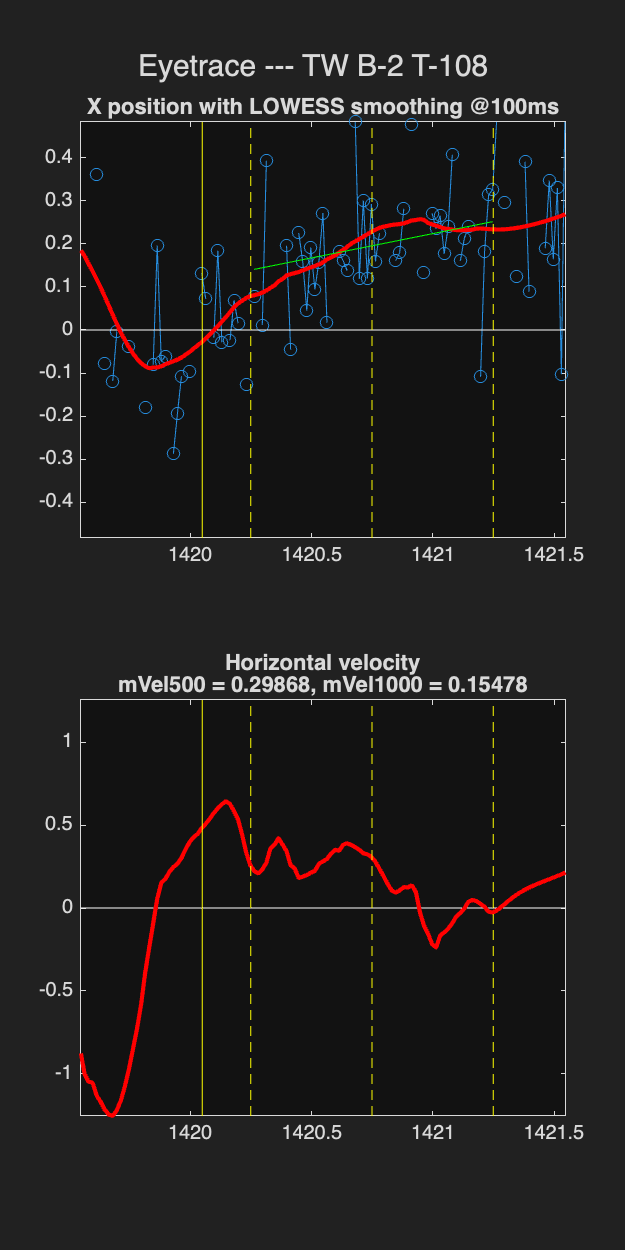 Eyetrace --- TW B-2 T-108
X position with LOWESS smoothing @100ms
0.4
0.3
0.2
0.1
0
-0.1
-0.2
-0.3
-0.4
1420 1420.5 1421 1421.5
Horizontal velocity
mVel500 = 0.29868, mVel1000 = 0.15478
1
0.5
0
-0.5
-1
1420 1420.5 1421 1421.5